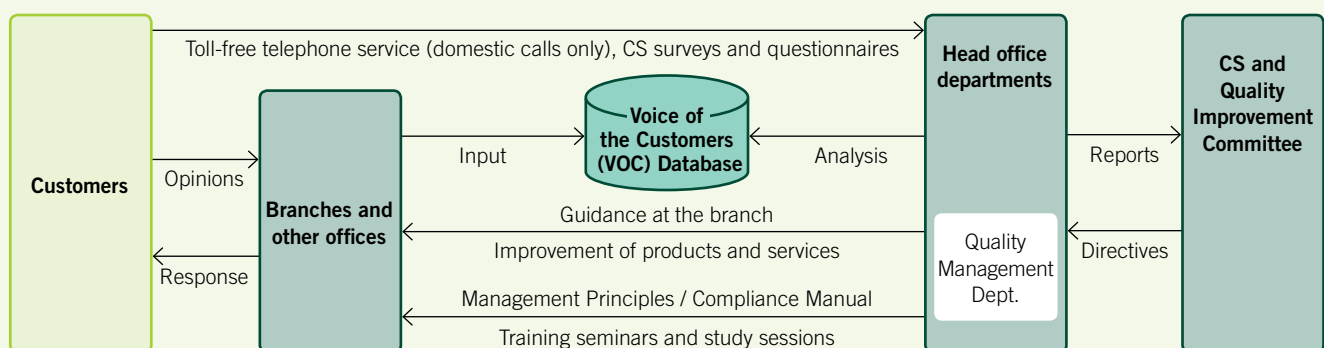 Toll-free telephone service (domestic calls only), CS surveys and questionnaires
Customers
Opinions
Response
Branches and
other offices
Input
Voice of
the Customers
(VOC) Database
Analysis
Guidance at the branch
Improvement of products and services
Management Principles / Compliance Manual
Training seminars and study sessions
Head office
departments
Quality
Management
Dept.
Reports
Directives
CS and
Quality
Improvement
Committee